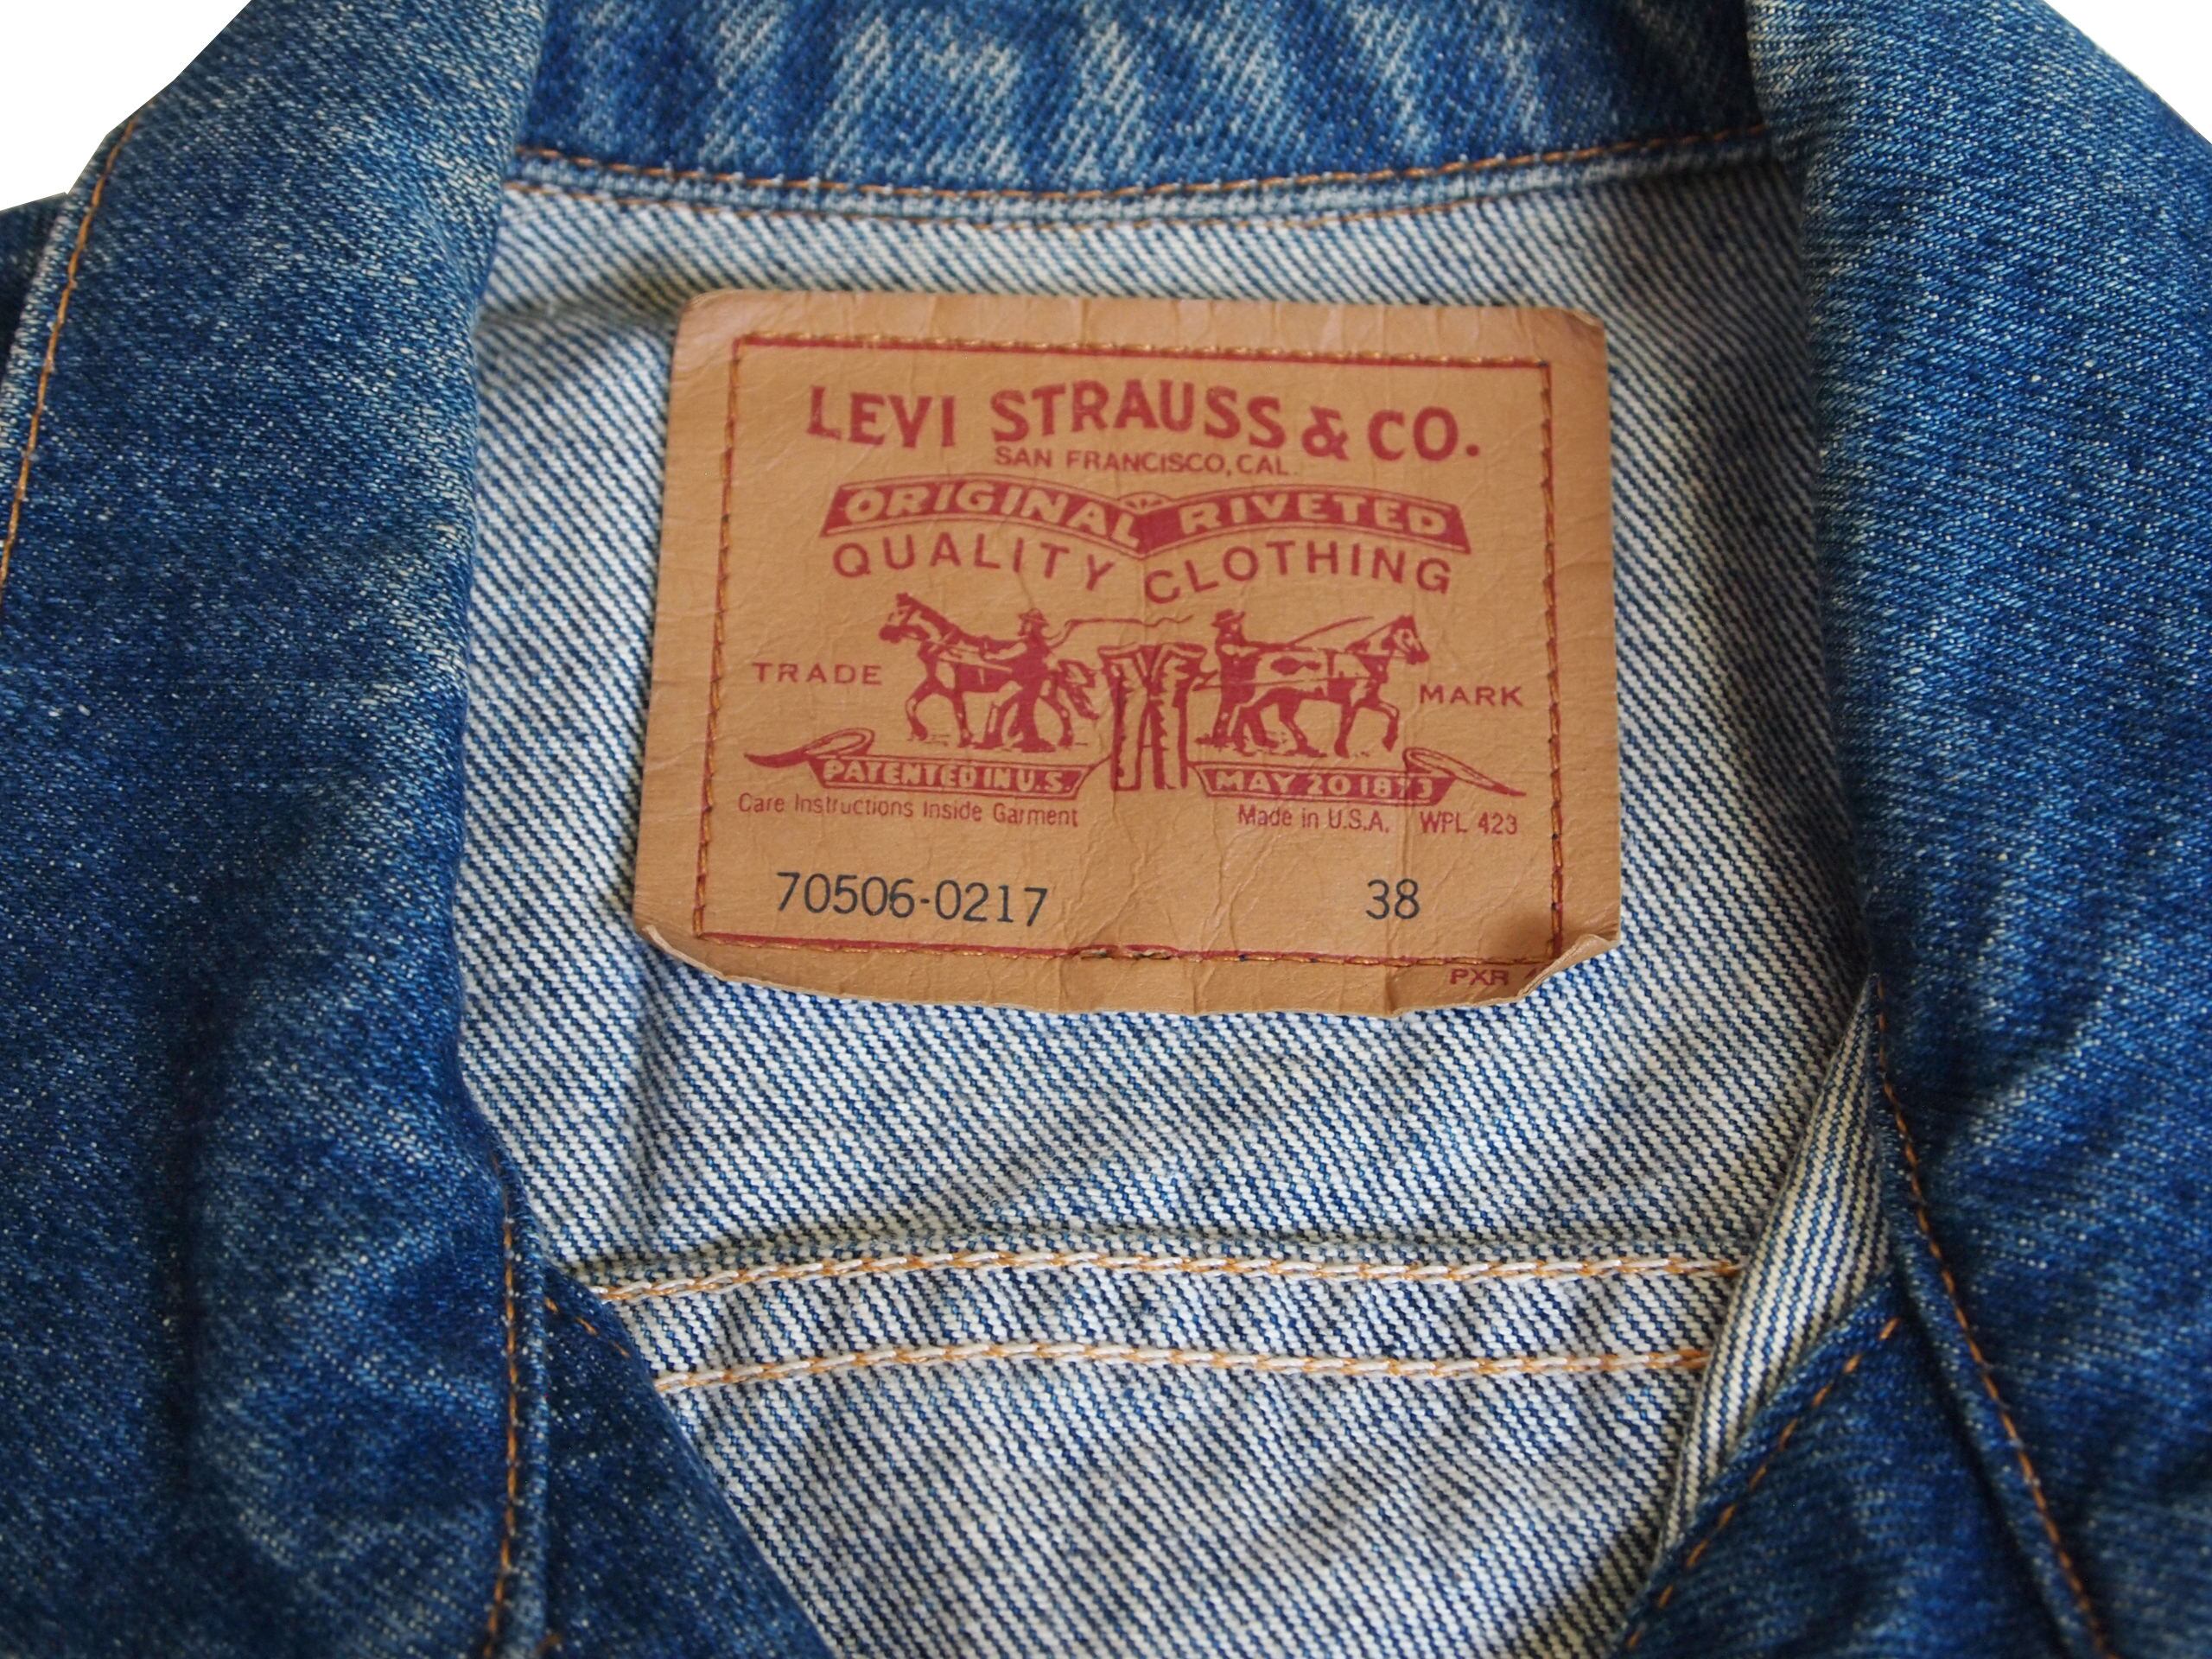 LEVI STRAUSS & CO.
SAN FRANCISCO, CAL.
ORIGINAL RIVETED
QUALITY CLOTHING
TRADE MARK
PATENTED IN U.S. MAY 20 1873
Care Instructions Inside Garment Made in U.S.A. WPL 423
70506-0217 38
PXR